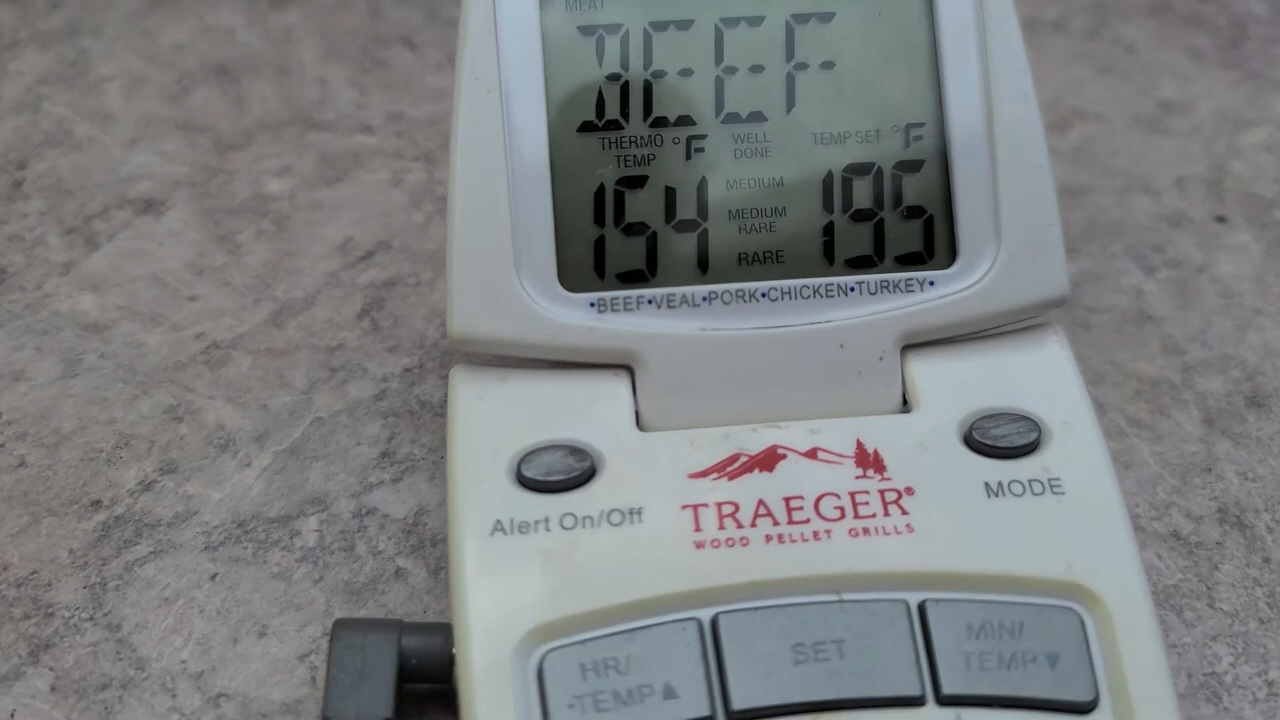 MEAT
BEEF
THERMO °F WELL TEMP SET °F
TEMP DONE
154 MEDIUM 195
MEDIUM
RARE
RARE
•BEEF•VEAL•PORK•CHICKEN•TURKEY•
Alert On/Off
MODE
TRAEGER®
WOOD PELLET GRILLS
HR/
•TEMP▲
SET
MIN/
TEMP▼